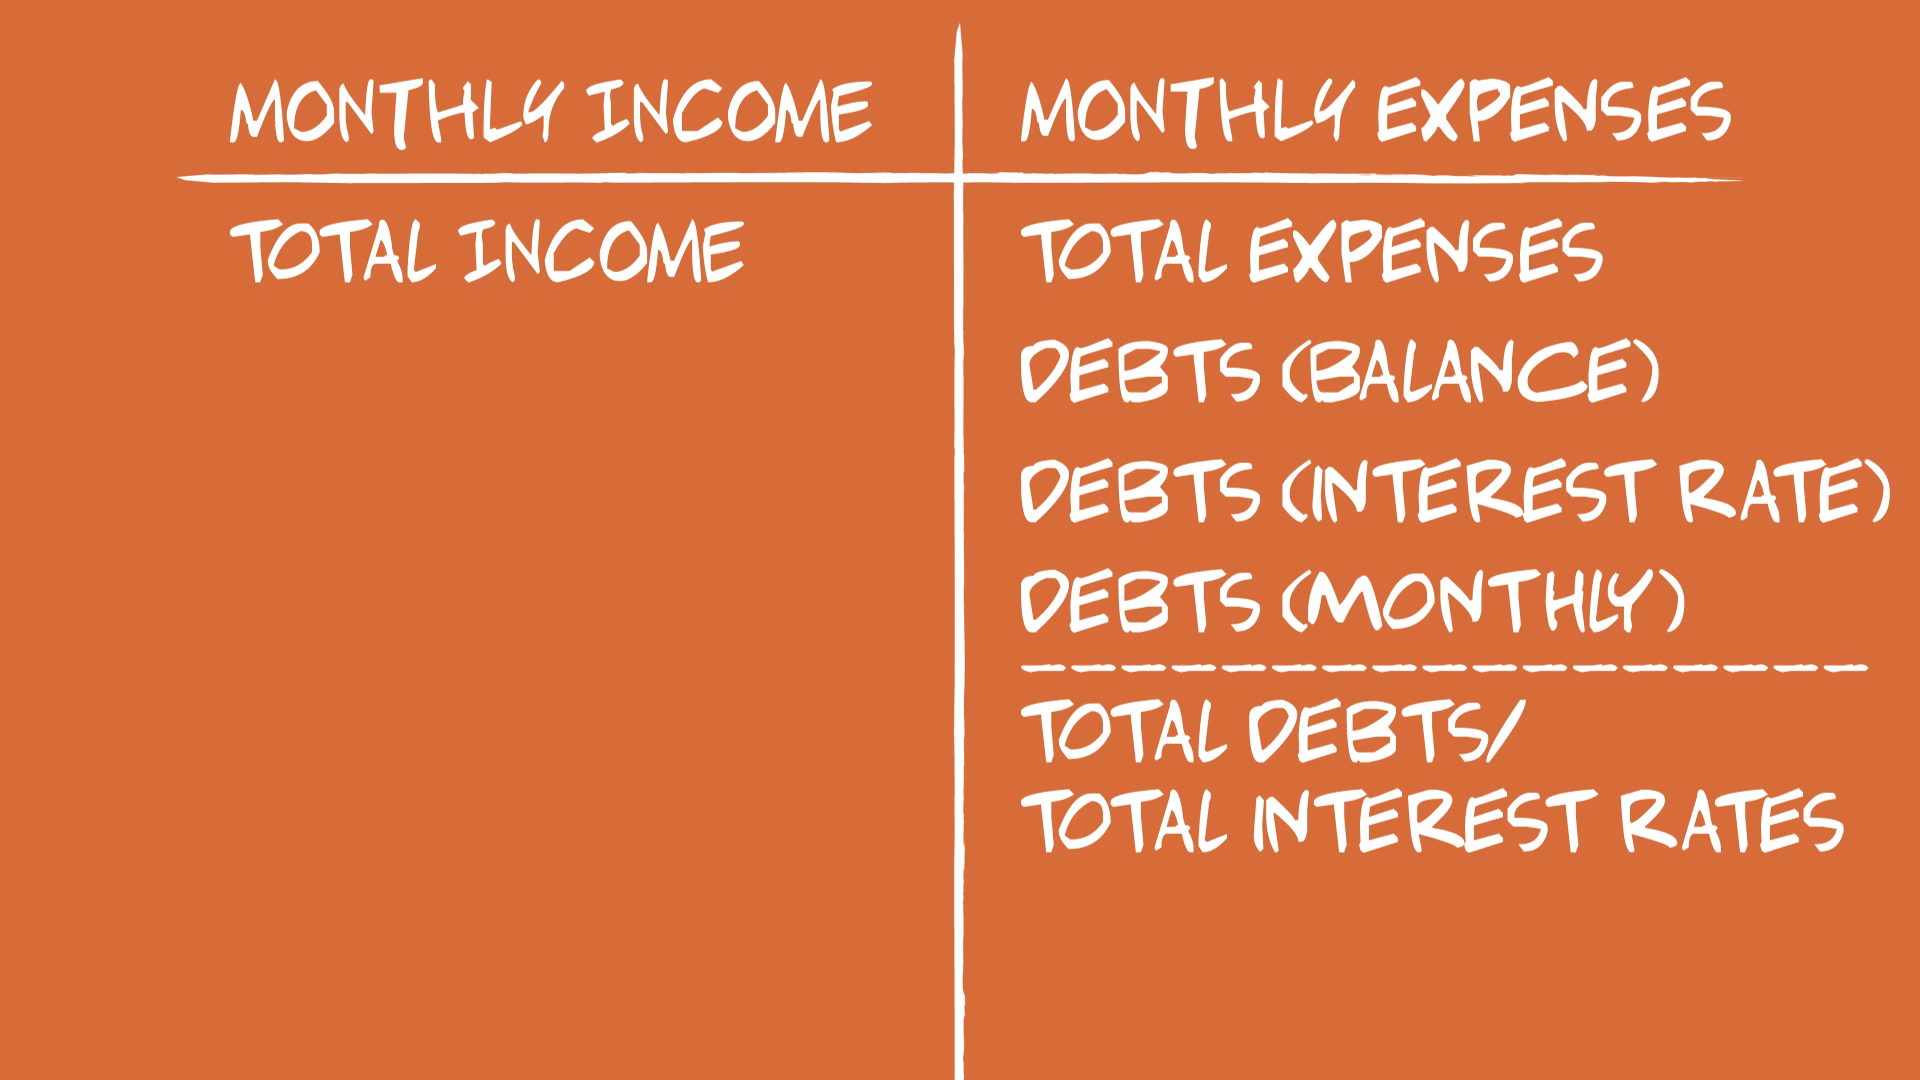 MONTHLY INCOME
MONTHLY EXPENSES
TOTAL INCOME
TOTAL EXPENSES
DEBTS (BALANCE)
DEBTS (INTEREST RATE)
DEBTS (MONTHLY)
TOTAL DEBTS/
TOTAL INTEREST RATES